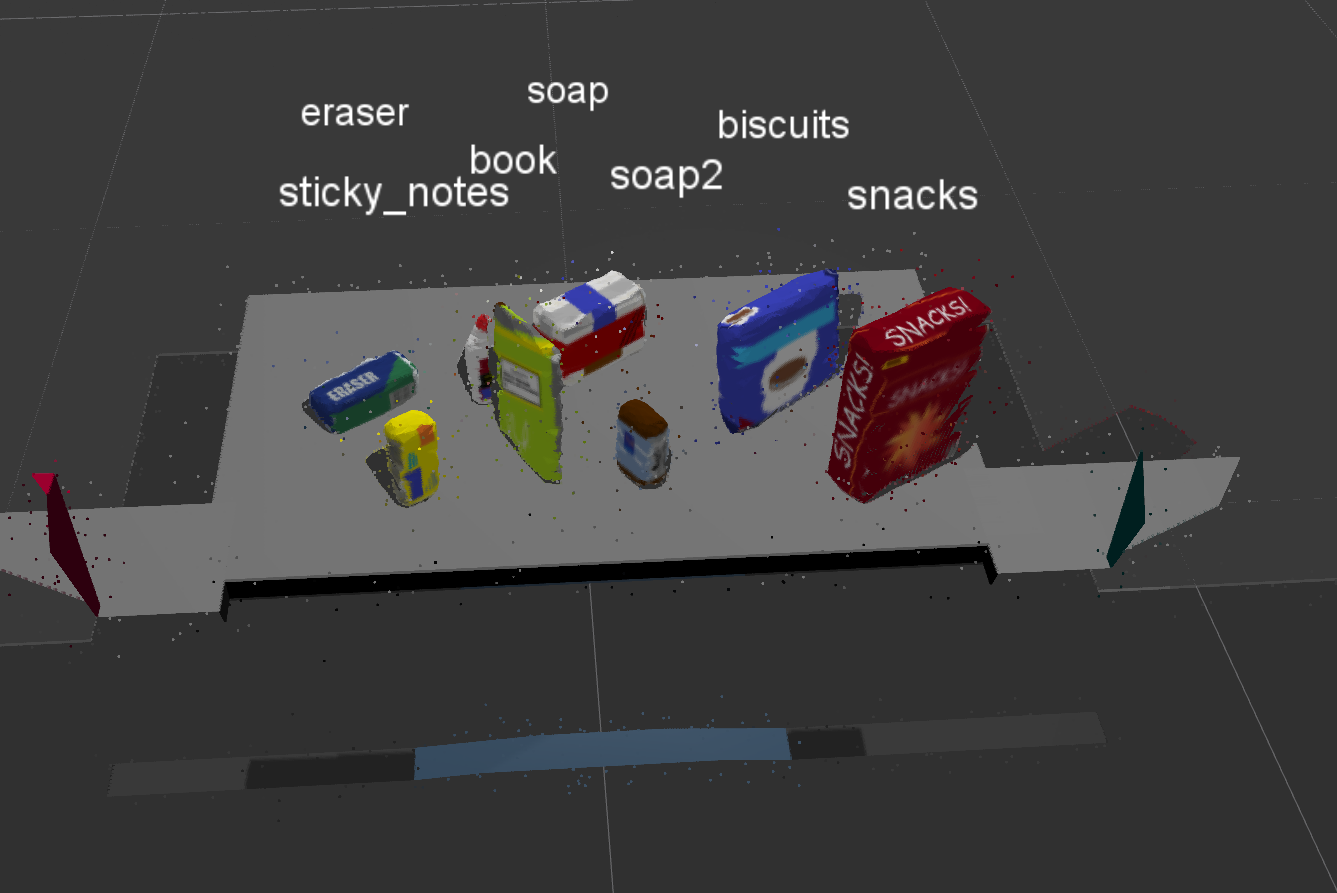 soap
eraser
biscuits
book
soap2
sticky_notes
snacks
SNACKS!
SNACKS!
SNACKS!
ERASER